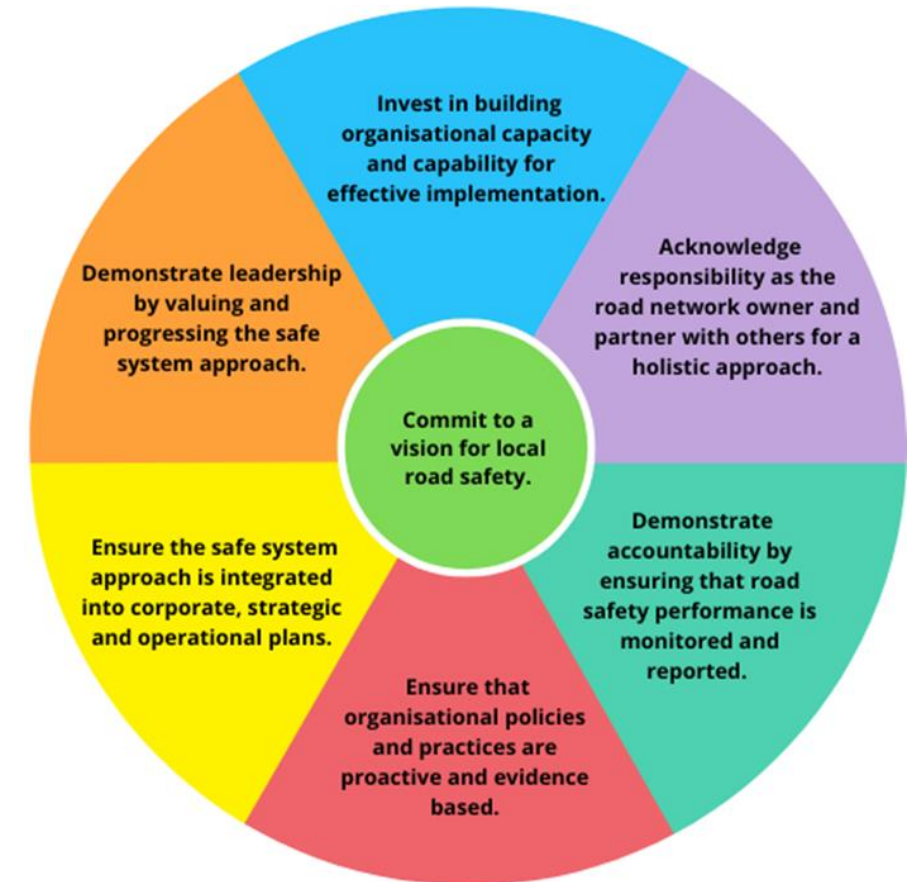 Invest in building
organisational capacity
and capability for
effective implementation.
Acknowledge
responsibility as the
road network owner and
partner with others for a
holistic approach.
Demonstrate
accountability by
ensuring that road
safety performance is
monitored and
reported.
Ensure that
organisational policies
and practices are
proactive and evidence
based.
Ensure the safe system
approach is integrated
into corporate, strategic
and operational plans.
Demonstrate leadership
by valuing and
progressing the safe
system approach.
Commit to a
vision for local
road safety.